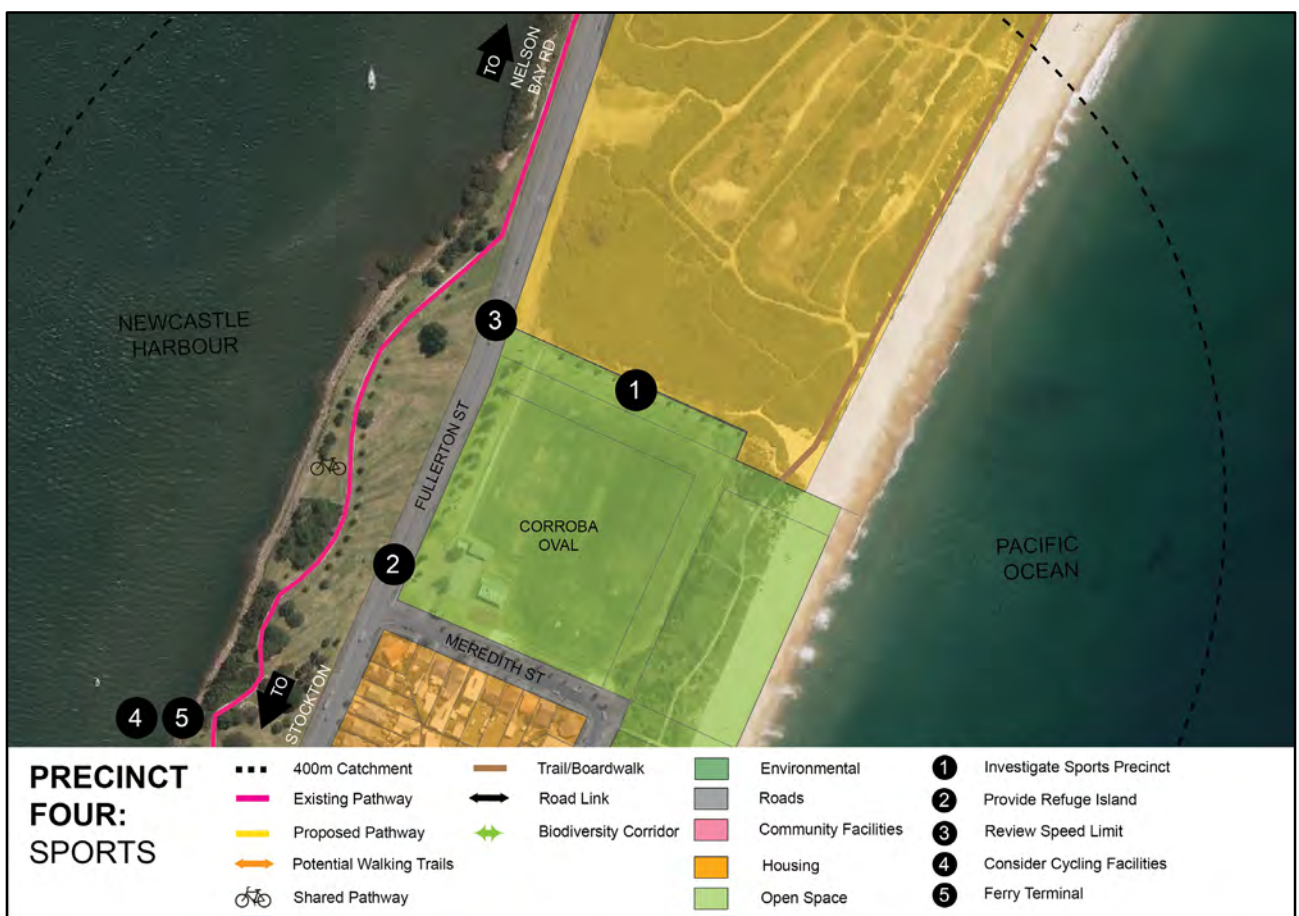 TO
NELSON
BAY RD
NEWCASTLE
HARBOUR
3
1
FULLERTON ST
CORROBA
OVAL
PACIFIC
OCEAN
2
MEREDITH ST
TO
STOCKTON
4
5
PRECINCT
FOUR:
SPORTS
400m Catchment
Existing Pathway
Proposed Pathway
Potential Walking Trails
Shared Pathway
Trail/Boardwalk
Road Link
Biodiversity Corridor
Environmental
Roads
Community Facilities
Housing
Open Space
1 Investigate Sports Precinct
2 Provide Refuge Island
3 Review Speed Limit
4 Consider Cycling Facilities
5 Ferry Terminal